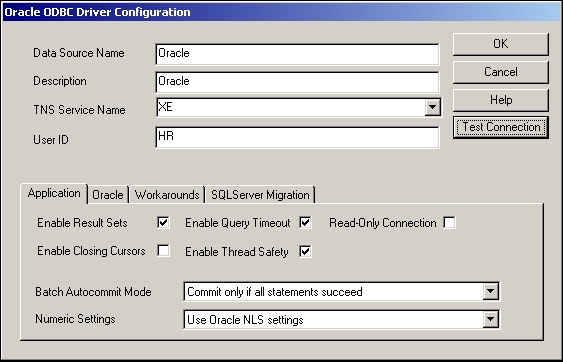 Oracle ODBC Driver Configuration
Data Source Name Oracle OK
Description Oracle Cancel
TNS Service Name XE Help
User ID HR Test Connection
Application Oracle Workarounds SQLServer Migration
Enable Result Sets Enable Query Timeout Read-Only Connection
Enable Closing Cursors Enable Thread Safety
Batch Autocommit Mode Commit only if all statements succeed
Numeric Settings Use Oracle NLS settings